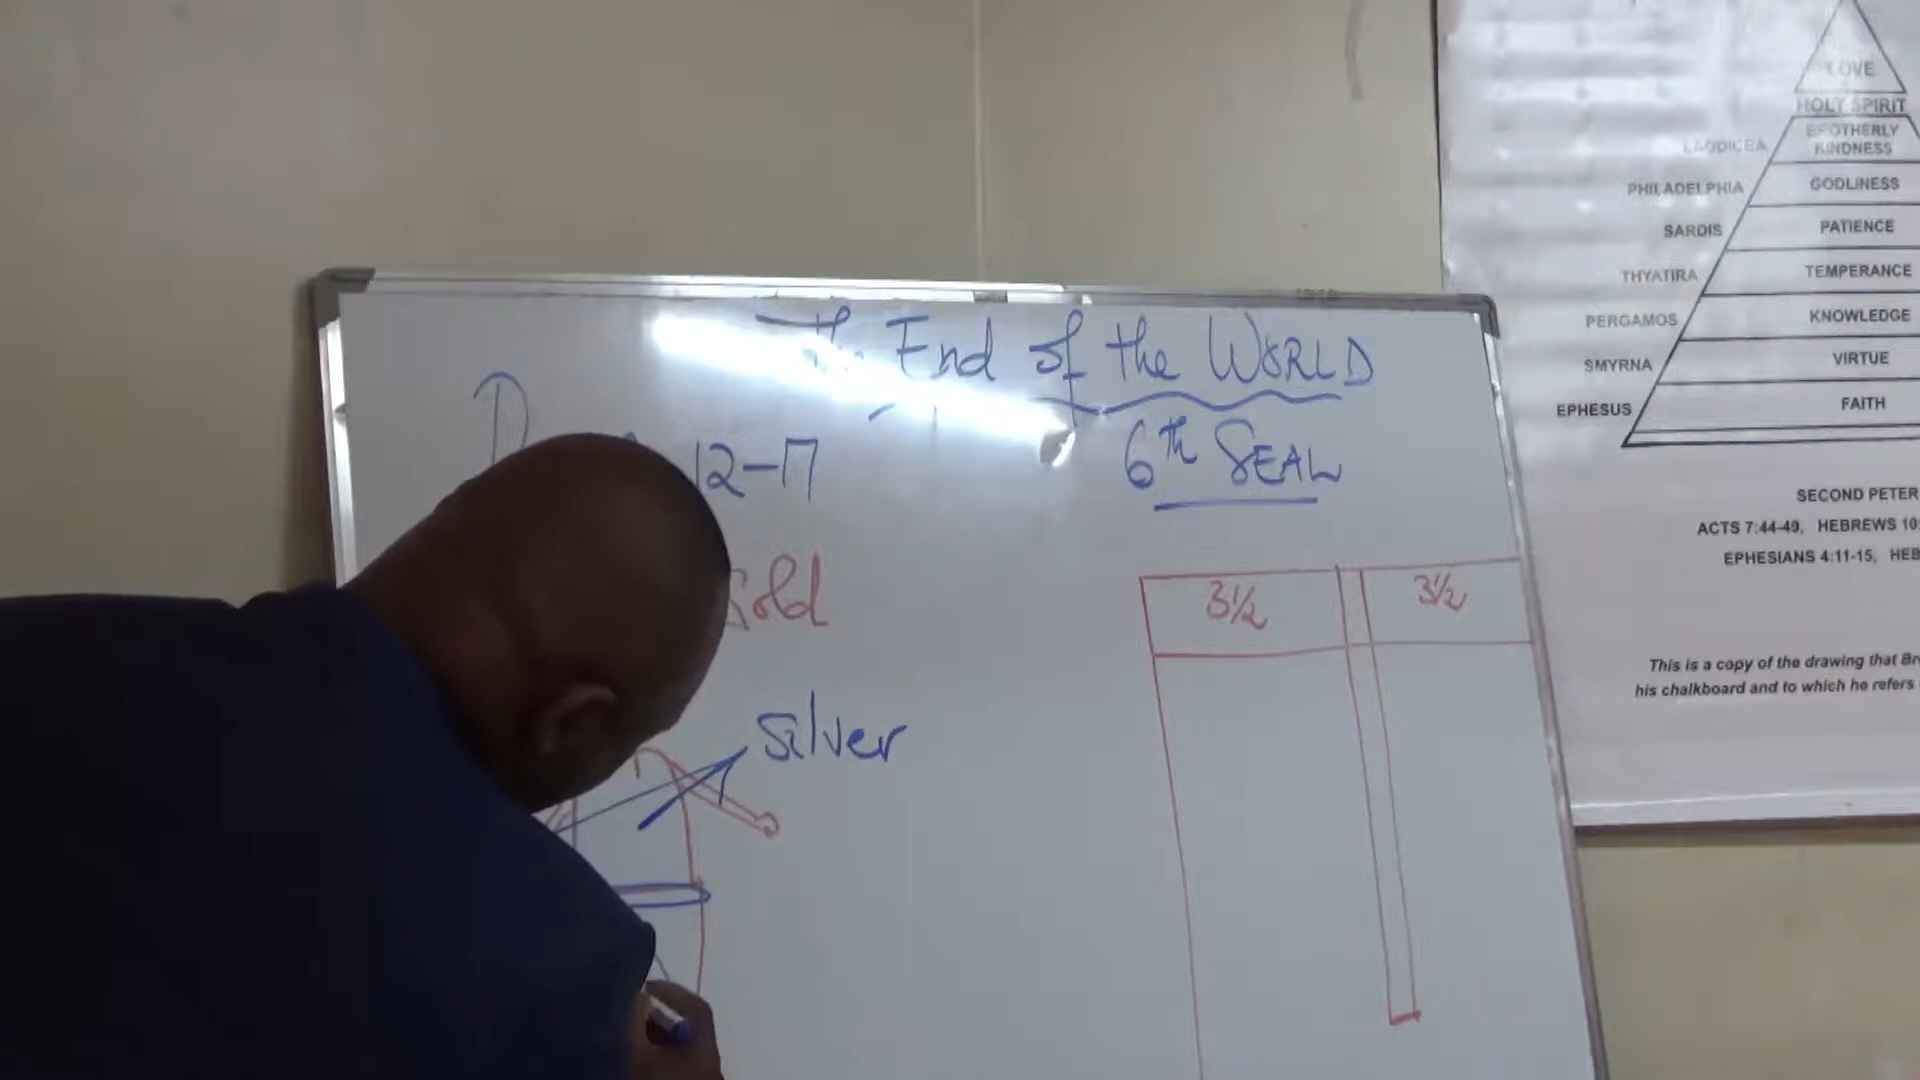 The End of the WORLD
12-17
6th SEAL
Gold
3½ 3½
Silver
LOVE
HOLY SPIRIT
BROTHERLY
KINDNESS
LAODICEA
PHILADELPHIA GODLINESS
SARDIS PATIENCE
THYATIRA TEMPERANCE
PERGAMOS KNOWLEDGE
SMYRNA VIRTUE
EPHESUS FAITH
SECOND PETER
ACTS 7:44-49, HEBREWS 10:
EPHESIANS 4:11-15, HEB
This is a copy of the drawing that Br
his chalkboard and to which he refers